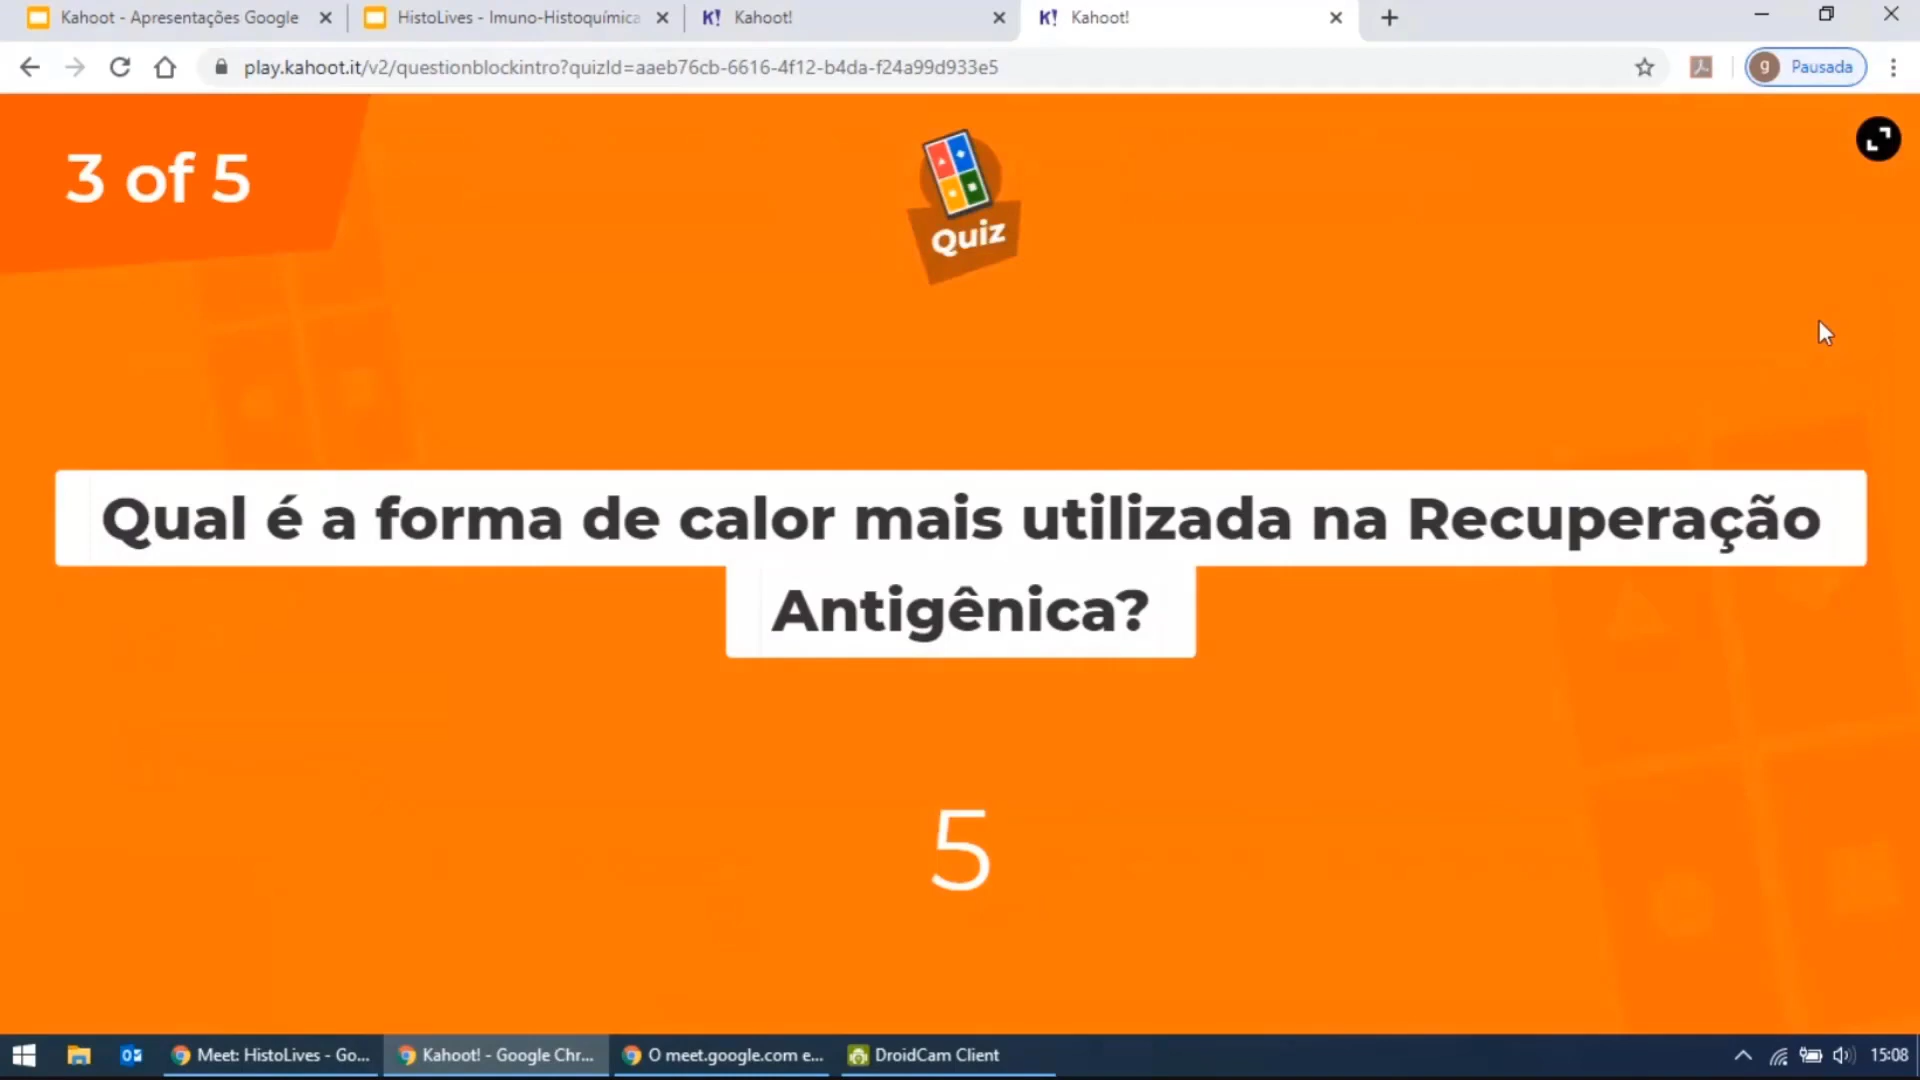 Kahoot - Apresentações Google
HistoLives - Imuno-Histoquímica
K! Kahoot!
K! Kahoot!
play.kahoot.it/v2/questionblockintro?quizId=aaeb76cb-6616-4f12-b4da-f24a99d933e5
g Pausada
3 of 5
Quiz
Qual é a forma de calor mais utilizada na Recuperação
Antigênica?
5
Meet: HistoLives - Go...
Kahoot! - Google Chr...
O meet.google.com e...
DroidCam Client
15:08